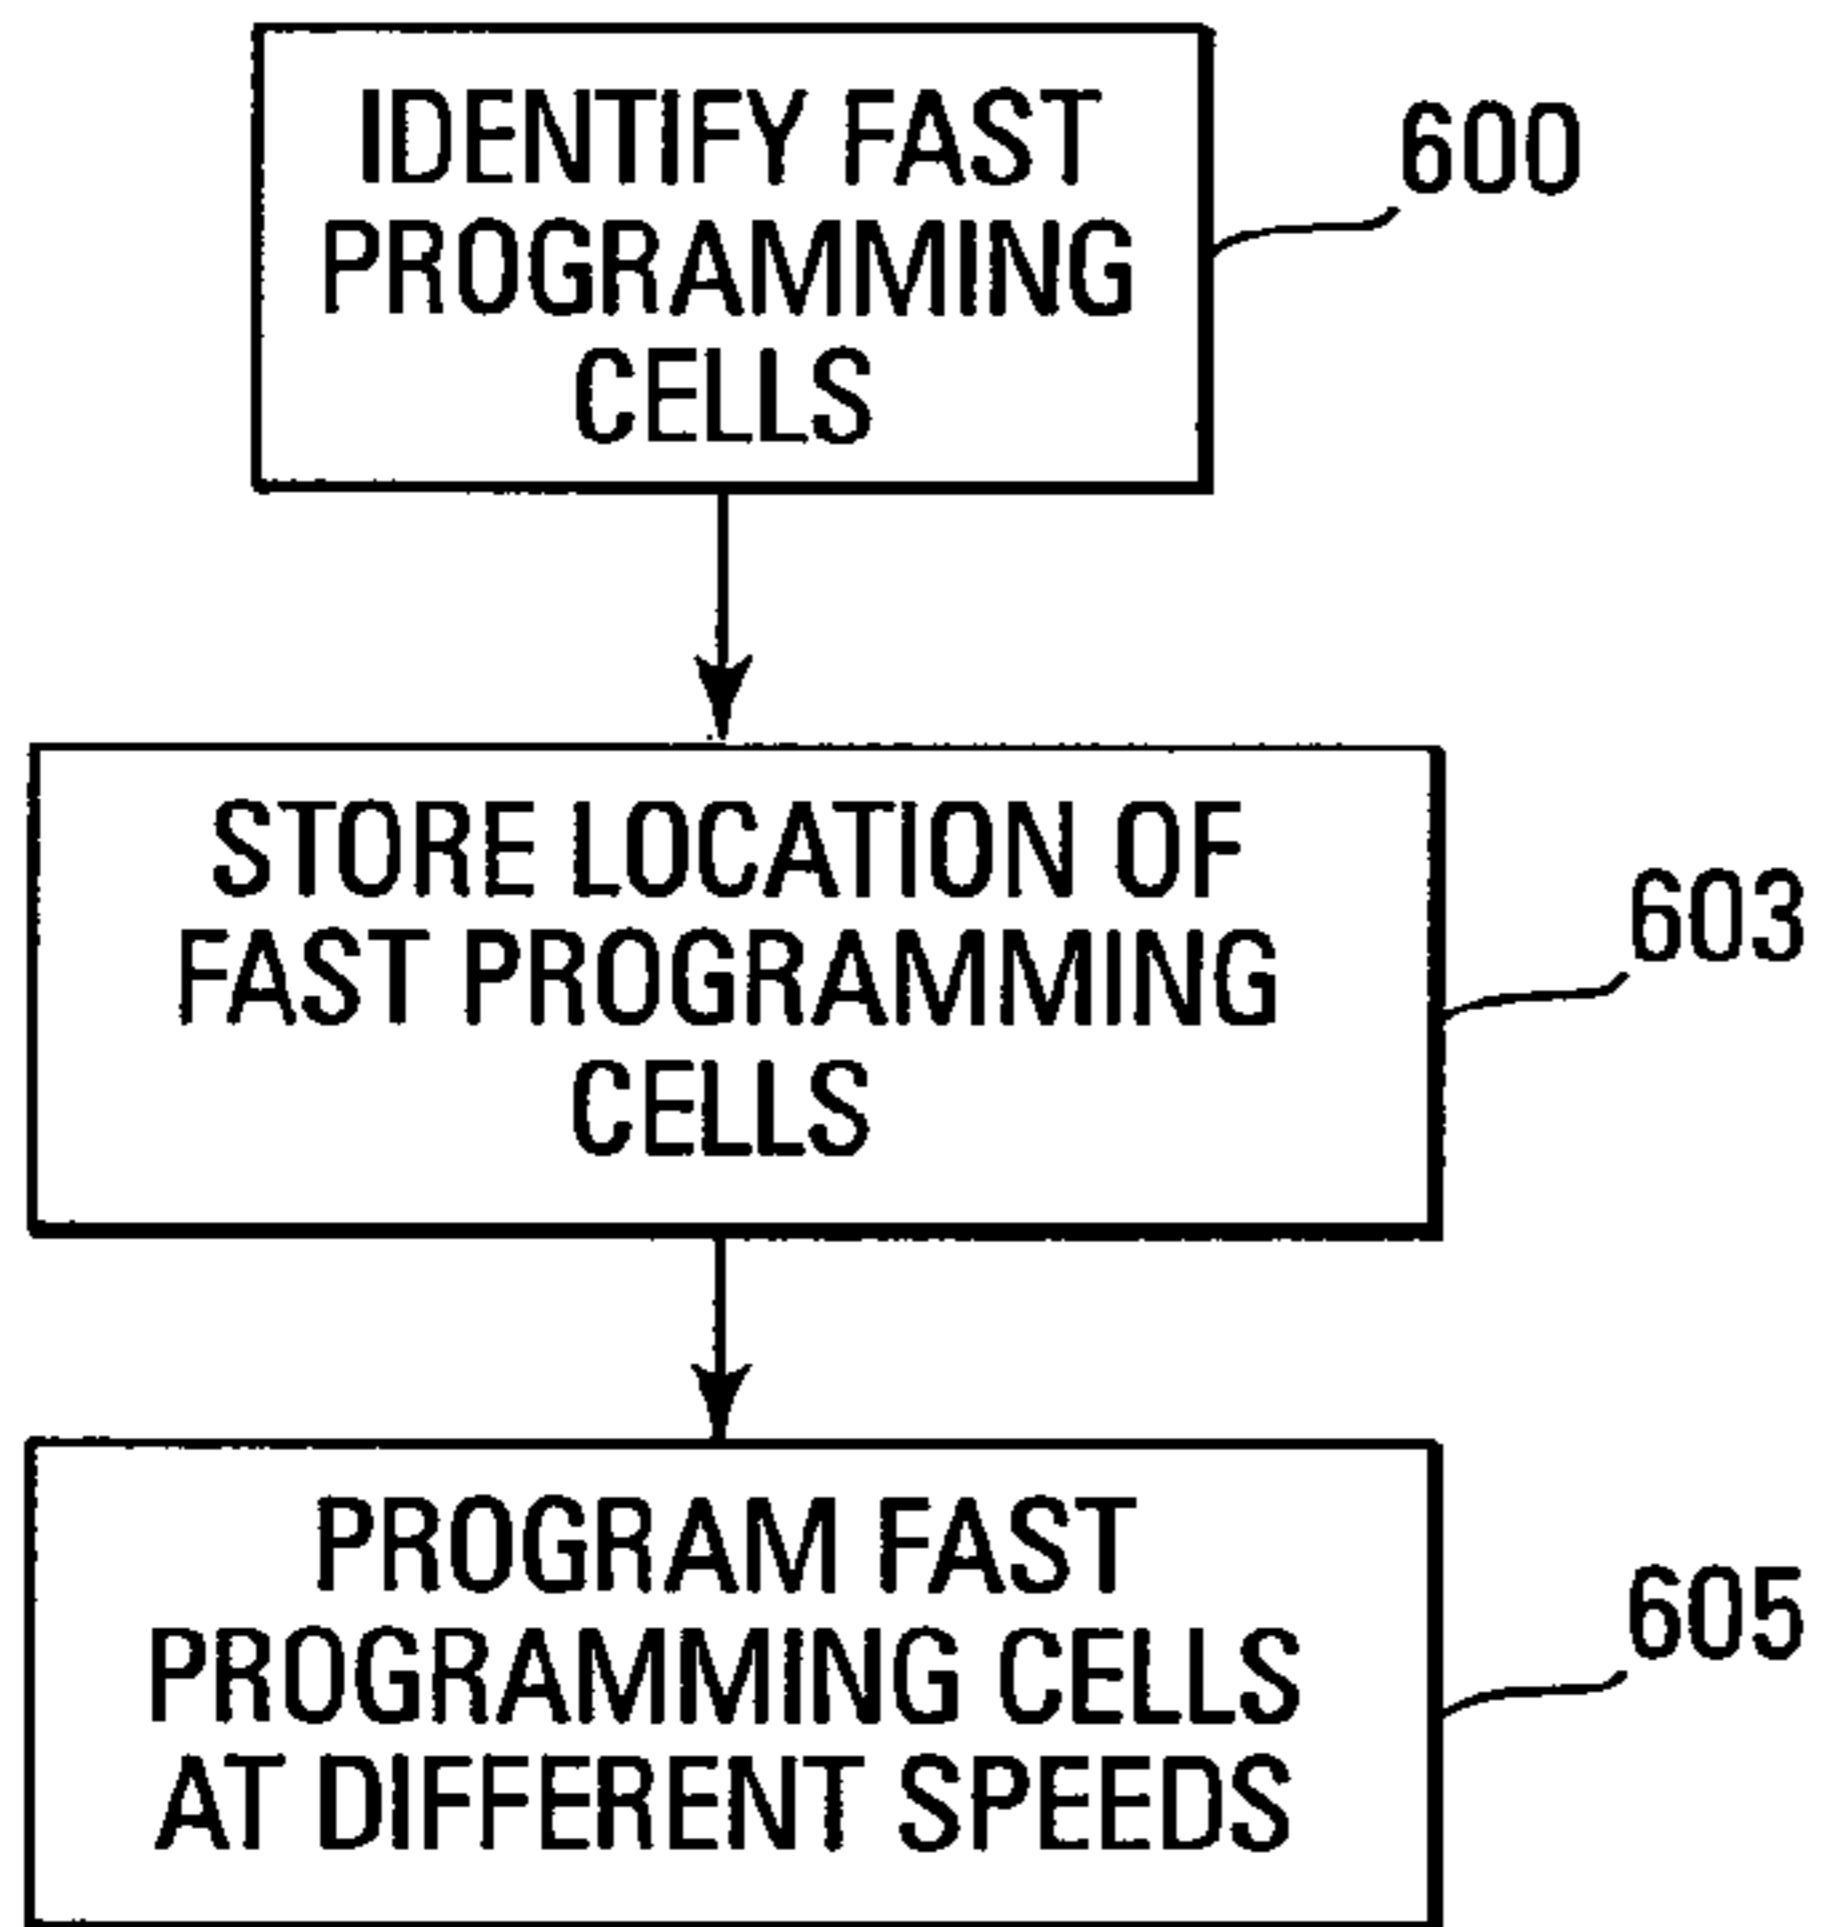 IDENTIFY FAST
PROGRAMMING
CELLS
600
STORE LOCATION OF
FAST PROGRAMMING
CELLS
603
PROGRAM FAST
PROGRAMMING CELLS
AT DIFFERENT SPEEDS
605